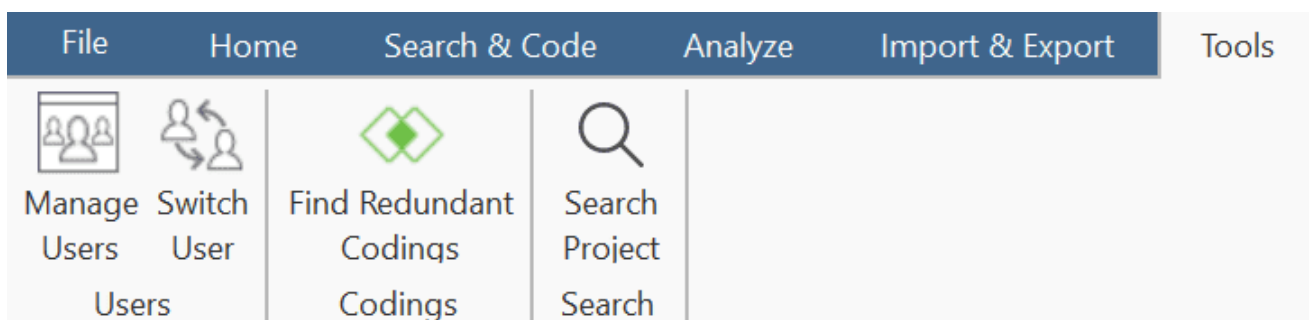 File Home Search & Code Analyze Import & Export Tools
Manage Switch Find Redundant Search
Users User Codings Project
Users Codings Search